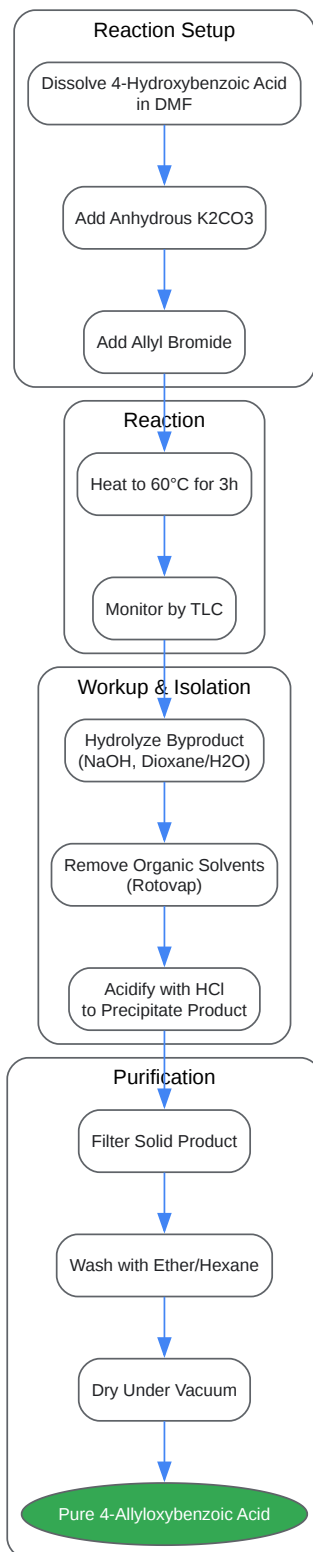 Reaction Setup
Dissolve 4-Hydroxybenzoic Acid
in DMF
Add Anhydrous K2CO3
Add Allyl Bromide
Reaction
Heat to 60°C for 3h
Monitor by TLC
Workup & Isolation
Hydrolyze Byproduct
(NaOH, Dioxane/H2O)
Remove Organic Solvents
(Rotovap)
Acidify with HCl
to Precipitate Product
Purification
Filter Solid Product
Wash with Ether/Hexane
Dry Under Vacuum
Pure 4-Allyloxybenzoic Acid